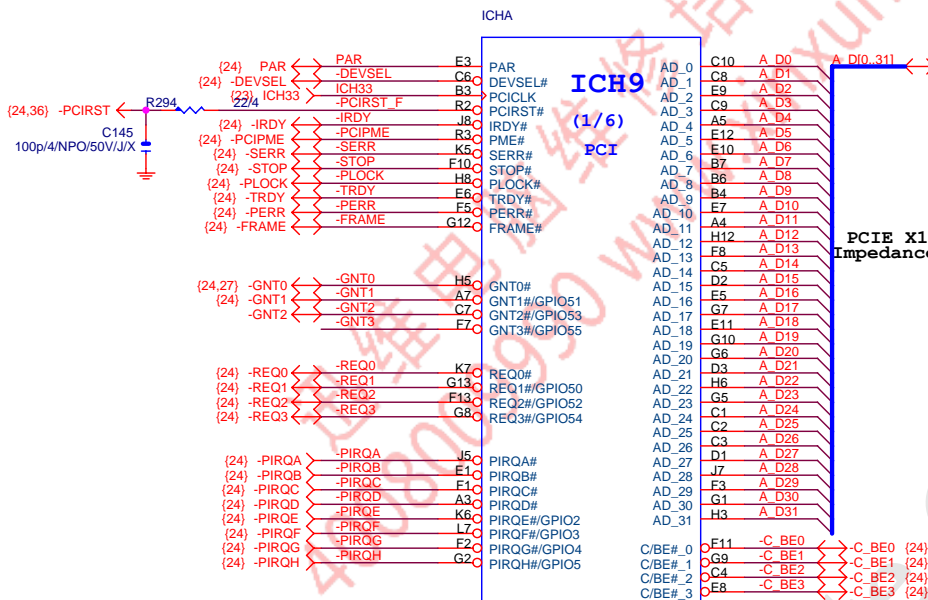 ICHA
ICH9
(1/6)
PCI
{24} PAR PAR E3 PAR
{24} -DEVSEL -DEVSEL C6 DEVSEL#
{23} ICH33 ICH33 B3 PCICLK
{24,36} -PCIRST R294 22/4 -PCIRST_F R2 PCIRST#
C145
100p/4/NPO/50V/J/X
{24} -IRDY -IRDY J8 IRDY#
{24} -PCIPME -PCIPME R3 PME#
{24} -SERR -SERR K5 SERR#
{24} -STOP -STOP F10 STOP#
{24} -PLOCK -PLOCK H8 PLOCK#
{24} -TRDY -TRDY E6 TRDY#
{24} -PERR -PERR F5 PERR#
{24} -FRAME -FRAME G12 FRAME#
{24,27} -GNT0 -GNT0 H5 GNT0#
{24} -GNT1 -GNT1 A7 GNT1#/GPIO51
-GNT2 -GNT2 C7 GNT2#/GPIO53
-GNT3 F7 GNT3#/GPIO55
{24} -REQ0 -REQ0 K7 REQ0#
{24} -REQ1 -REQ1 G13 REQ1#/GPIO50
{24} -REQ2 -REQ2 F13 REQ2#/GPIO52
{24} -REQ3 -REQ3 G8 REQ3#/GPIO54
{24} -PIRQA -PIRQA J5 PIRQA#
{24} -PIRQB -PIRQB E1 PIRQB#
{24} -PIRQC -PIRQC F1 PIRQC#
{24} -PIRQD -PIRQD A3 PIRQD#
{24} -PIRQE -PIRQE K6 PIRQE#/GPIO2
{24} -PIRQF -PIRQF L7 PIRQF#/GPIO3
{24} -PIRQG -PIRQG F2 PIRQG#/GPIO4
{24} -PIRQH -PIRQH G2 PIRQH#/GPIO5
AD_0 C10 A_D0 A_D[0..31]
AD_1 C8 A_D1
AD_2 E9 A_D2
AD_3 C9 A_D3
AD_4 A5 A_D4
AD_5 E12 A_D5
AD_6 E10 A_D6
AD_7 B7 A_D7
AD_8 B6 A_D8
AD_9 B4 A_D9
AD_10 E7 A_D10
AD_11 A4 A_D11
AD_12 H12 A_D12
AD_13 F8 A_D13
AD_14 C5 A_D14
AD_15 D2 A_D15
AD_16 E5 A_D16
AD_17 G7 A_D17
AD_18 E11 A_D18
AD_19 G10 A_D19
AD_20 G6 A_D20
AD_21 D3 A_D21
AD_22 H6 A_D22
AD_23 G5 A_D23
AD_24 C1 A_D24
AD_25 C2 A_D25
AD_26 C3 A_D26
AD_27 D1 A_D27
AD_28 J7 A_D28
AD_29 F3 A_D29
AD_30 G1 A_D30
AD_31 H3 A_D31
PCIE X1
Impedance
C/BE#_0 F11 -C_BE0 -C_BE0 {24}
C/BE#_1 G9 -C_BE1 -C_BE1 {24}
C/BE#_2 C4 -C_BE2 -C_BE2 {24}
C/BE#_3 E8 -C_BE3 -C_BE3 {24}
迅维电脑维修培
4008009990 www.xinxun